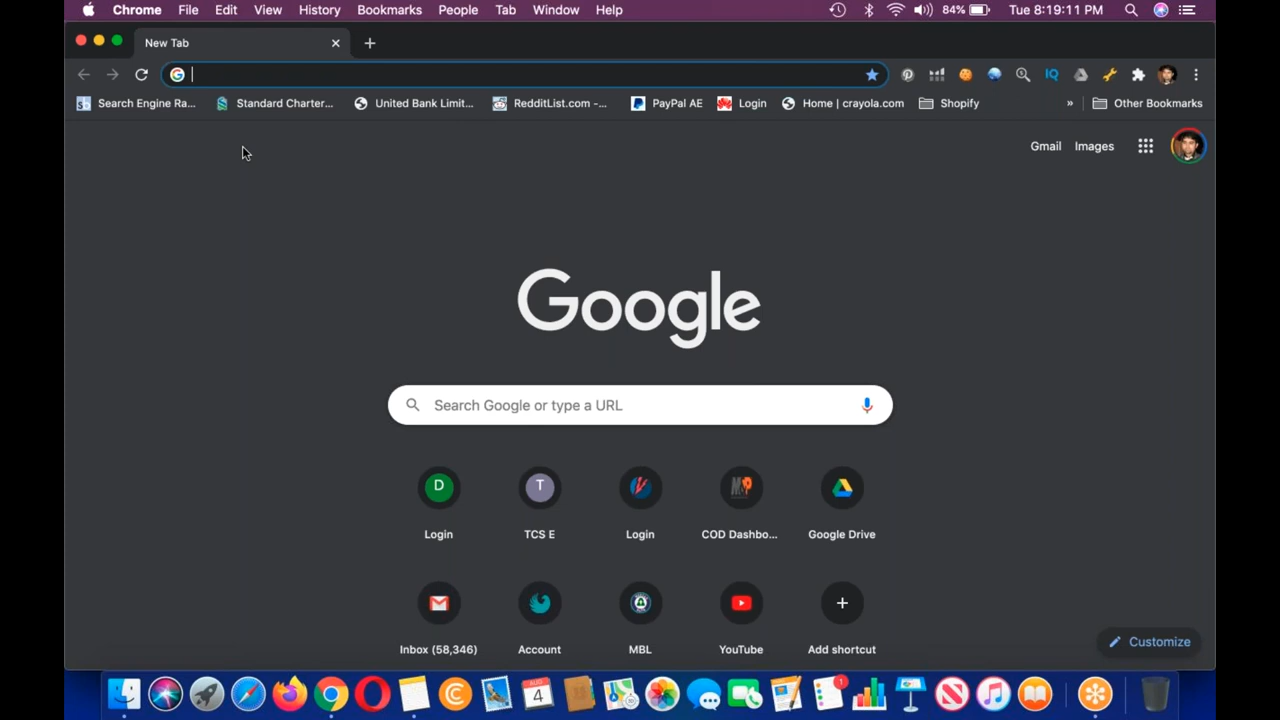 Chrome File Edit View History Bookmarks People Tab Window Help 84% Tue 8:19:11 PM
New Tab
Search Engine Ra... Standard Charter... United Bank Limit... RedditList.com -... PayPal AE Login Home | crayola.com Shopify » Other Bookmarks
Gmail Images
Google
Search Google or type a URL
D T
Login TCS E Login COD Dashbo... Google Drive
Inbox (58,346) Account MBL YouTube Add shortcut
Customize
AUG
4
1